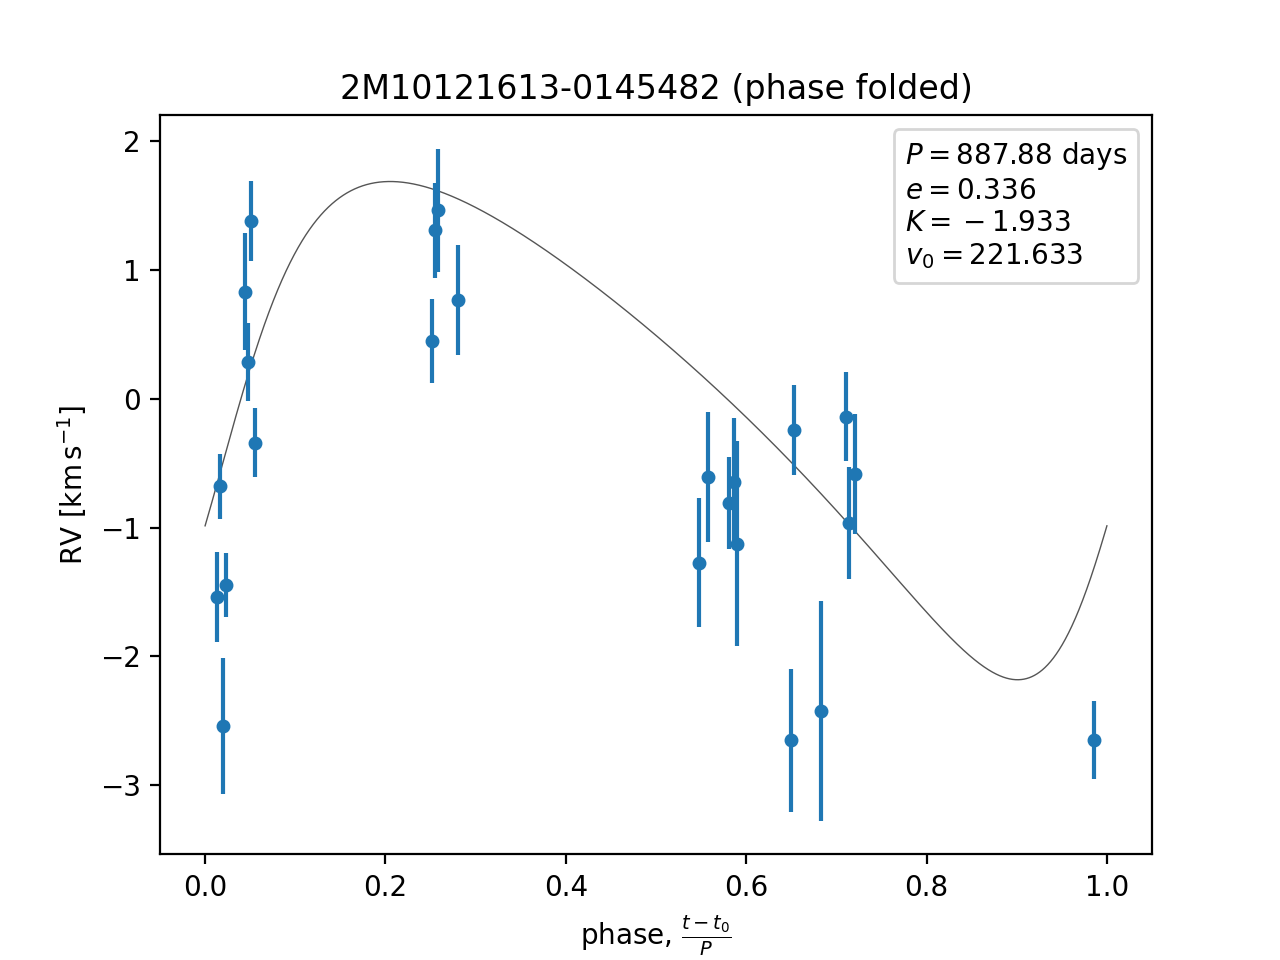 2M10121613-0145482 (phase folded)
P = 887.88 days
e = 0.336
K = −1.933
v₀ = 221.633
RV [km s⁻¹]
2
1
0
−1
−2
−3
0.0 0.2 0.4 0.6 0.8 1.0
phase, (t − t₀)/P